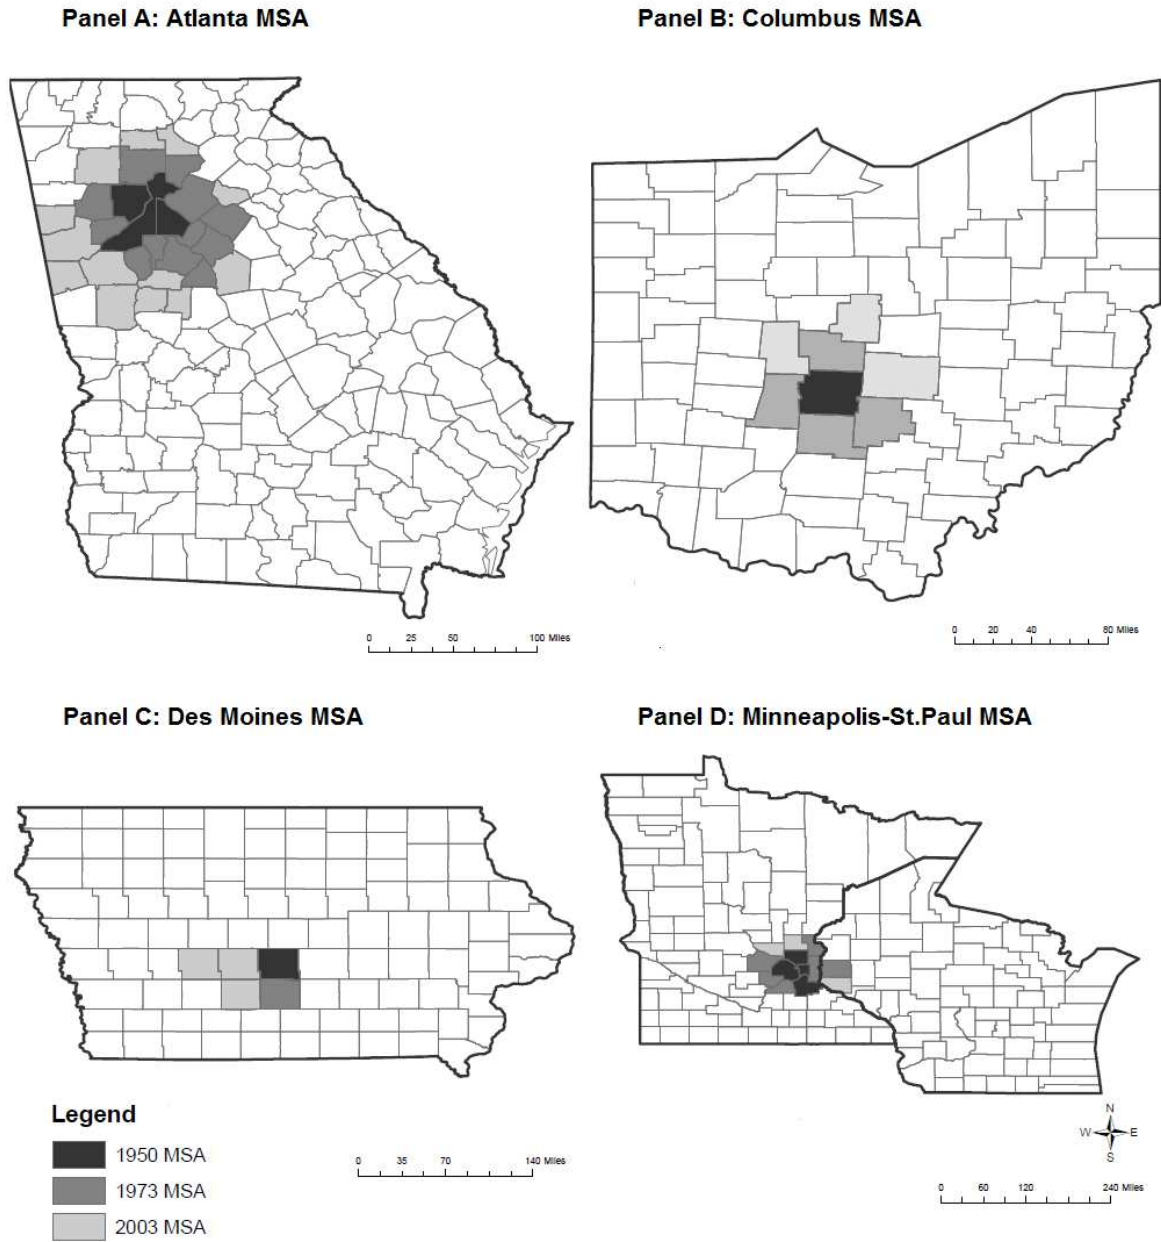 Panel A: Atlanta MSA
Panel B: Columbus MSA
0 25 50 100 Miles
0 20 40 80 Miles
Panel C: Des Moines MSA
Panel D: Minneapolis-St.Paul MSA
Legend
1950 MSA
1973 MSA
2003 MSA
0 35 70 140 Miles
N
W E
S
0 60 120 240 Miles